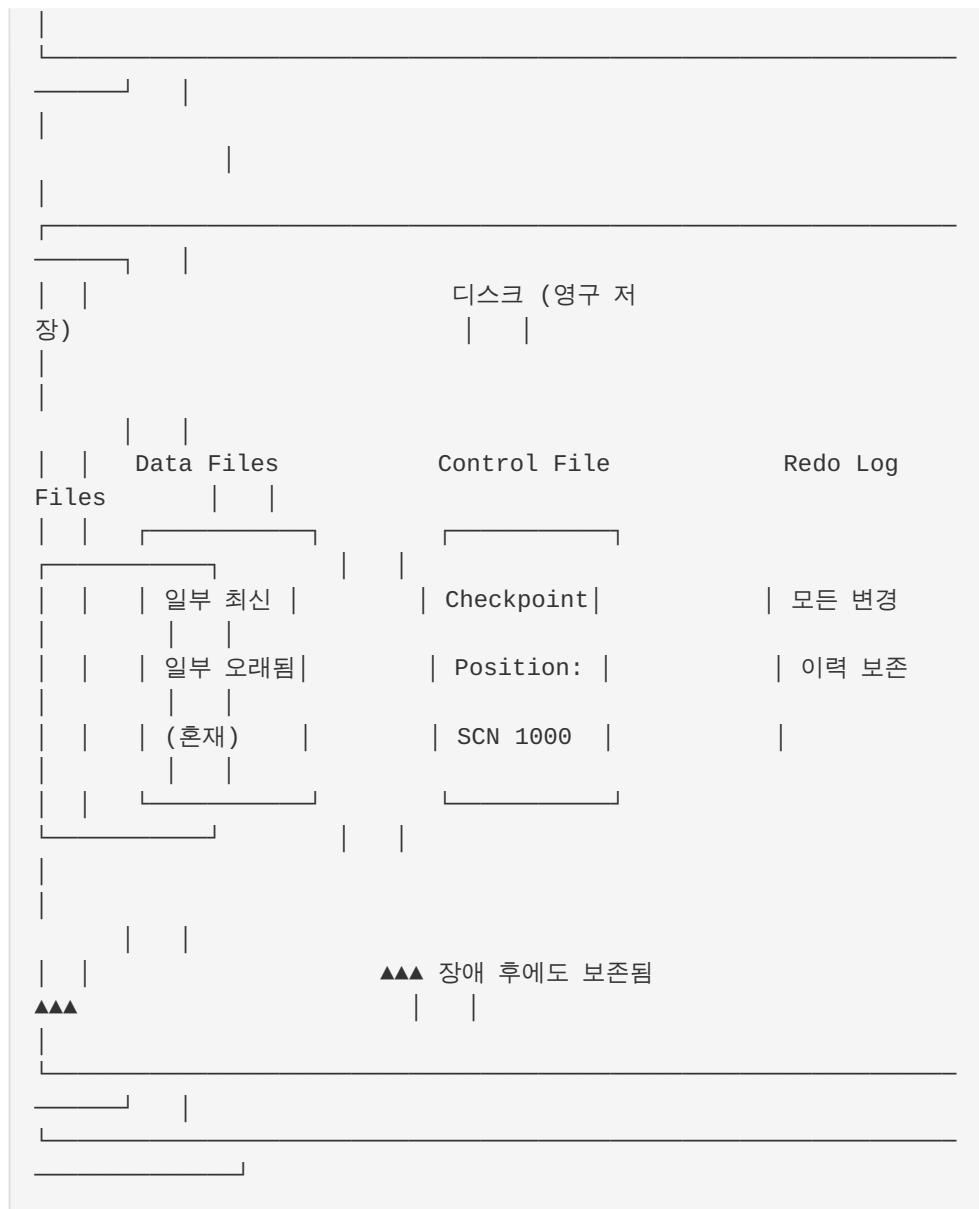 디스크 (영구 저
장)
Data Files Control File Redo Log
Files
일부 최신 Checkpoint 모든 변경
일부 오래됨 Position: 이력 보존
(혼재) SCN 1000
▲▲▲ 장애 후에도 보존됨
▲▲▲